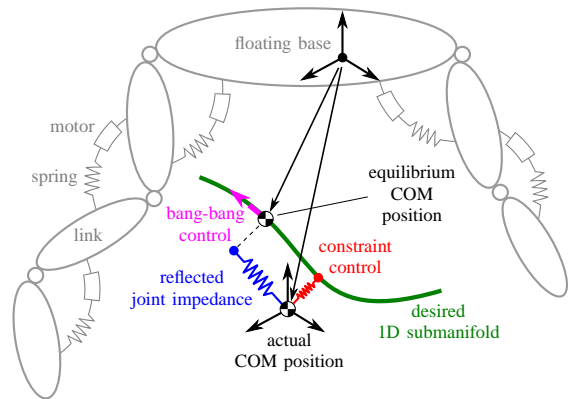 floating base
motor
spring
link
equilibrium
COM
position
bang-bang
control
constraint
control
reflected
joint impedance
desired
1D submanifold
actual
COM position